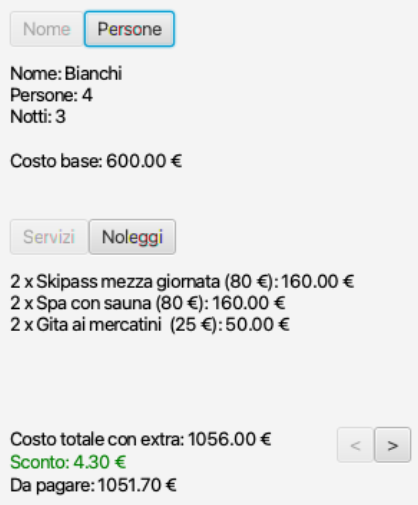 Nome Persone
Nome: Bianchi
Persone: 4
Notti: 3
Costo base: 600.00 €
Servizi Noleggi
2 x Skipass mezza giornata (80 €): 160.00 €
2 x Spa con sauna (80 €): 160.00 €
2 x Gita ai mercatini (25 €): 50.00 €
Costo totale con extra: 1056.00 € < >
Sconto: 4.30 €
Da pagare: 1051.70 €